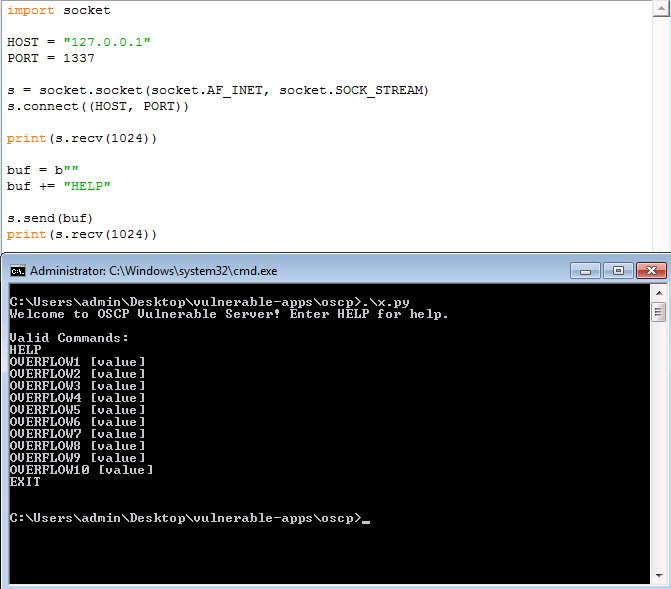 import socket
HOST = "127.0.0.1"
PORT = 1337
s = socket.socket(socket.AF_INET, socket.SOCK_STREAM)
s.connect((HOST, PORT))
print(s.recv(1024))
buf = b""
buf += "HELP"
s.send(buf)
print(s.recv(1024))
Administrator: C:\Windows\system32\cmd.exe
C:\Users\admin\Desktop\vulnerable-apps\oscp>.\x.py
Welcome to OSCP Vulnerable Server! Enter HELP for help.
Valid Commands:
HELP
OVERFLOW1 [value]
OVERFLOW2 [value]
OVERFLOW3 [value]
OVERFLOW4 [value]
OVERFLOW5 [value]
OVERFLOW6 [value]
OVERFLOW7 [value]
OVERFLOW8 [value]
OVERFLOW9 [value]
OVERFLOW10 [value]
EXIT
C:\Users\admin\Desktop\vulnerable-apps\oscp>_